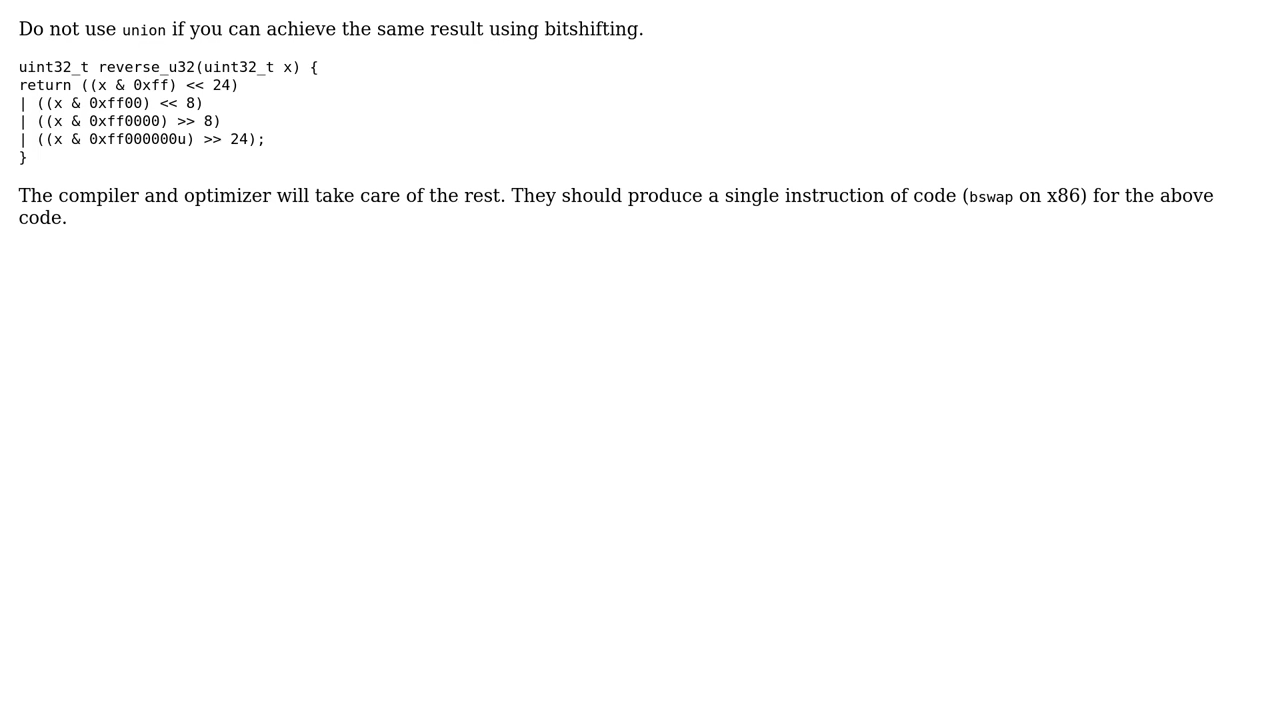 Do not use union if you can achieve the same result using bitshifting.
uint32_t reverse_u32(uint32_t x) {
return ((x & 0xff) << 24)
| ((x & 0xff00) << 8)
| ((x & 0xff0000) >> 8)
| ((x & 0xff000000u) >> 24);
}
The compiler and optimizer will take care of the rest. They should produce a single instruction of code (bswap on x86) for the above
code.